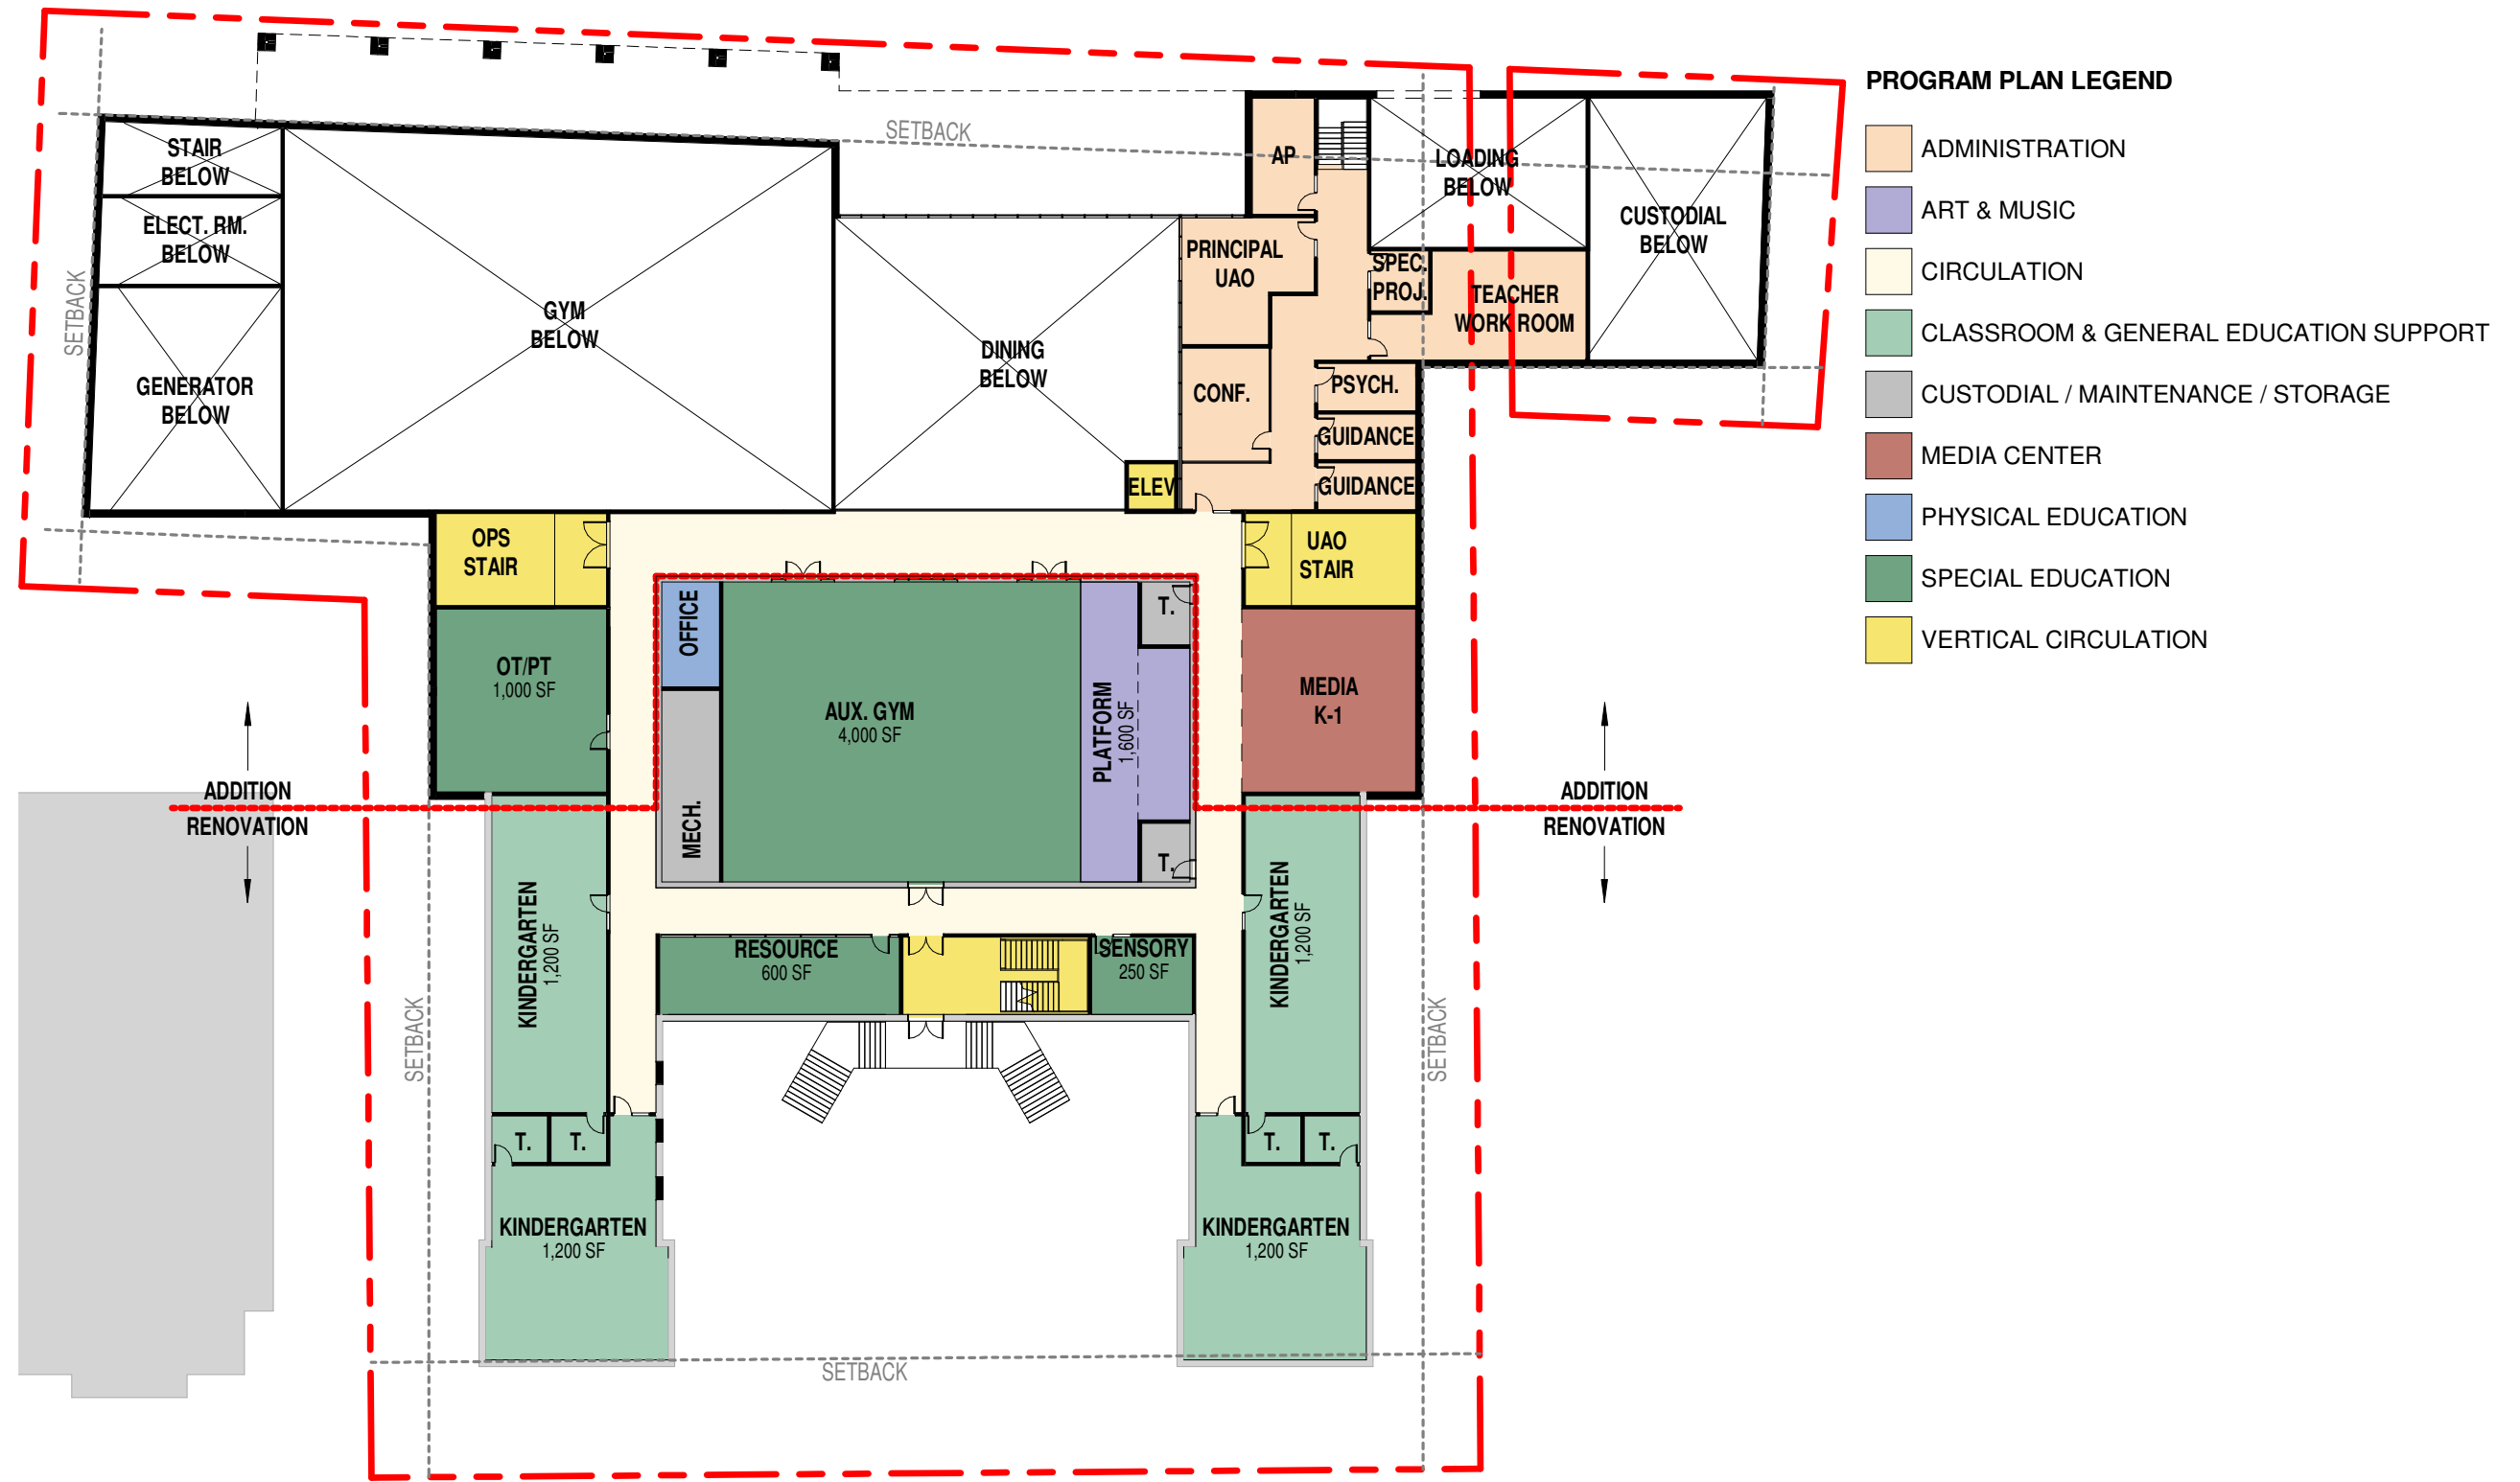 PROGRAM PLAN LEGEND
ADMINISTRATION
ART & MUSIC
CIRCULATION
CLASSROOM & GENERAL EDUCATION SUPPORT
CUSTODIAL / MAINTENANCE / STORAGE
MEDIA CENTER
PHYSICAL EDUCATION
SPECIAL EDUCATION
VERTICAL CIRCULATION
SETBACK
STAIR
BELOW
ELECT. RM.
BELOW
GENERATOR
BELOW
SETBACK
GYM
BELOW
DINING
BELOW
AP
LOADING
BELOW
CUSTODIAL
BELOW
PRINCIPAL
UAO
SPEC.
PROJ.
TEACHER
WORK ROOM
CONF.
PSYCH.
GUIDANCE
GUIDANCE
ELEV
OPS
STAIR
UAO
STAIR
OFFICE
T.
OT/PT
1,000 SF
AUX. GYM
4,000 SF
PLATFORM
1,600 SF
MEDIA
K-1
MECH.
T.
ADDITION
RENOVATION
ADDITION
RENOVATION
KINDERGARTEN
1,200 SF
RESOURCE
600 SF
SENSORY
250 SF
KINDERGARTEN
1,200 SF
SETBACK
SETBACK
T.
T.
T.
T.
KINDERGARTEN
1,200 SF
KINDERGARTEN
1,200 SF
SETBACK